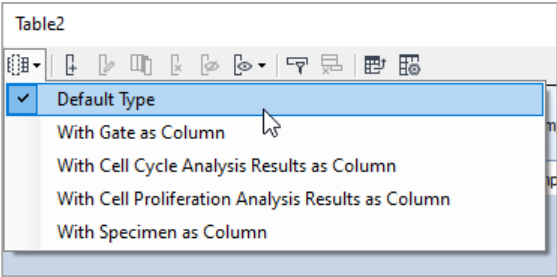 Table2
Default Type
With Gate as Column
With Cell Cycle Analysis Results as Column
With Cell Proliferation Analysis Results as Column
With Specimen as Column